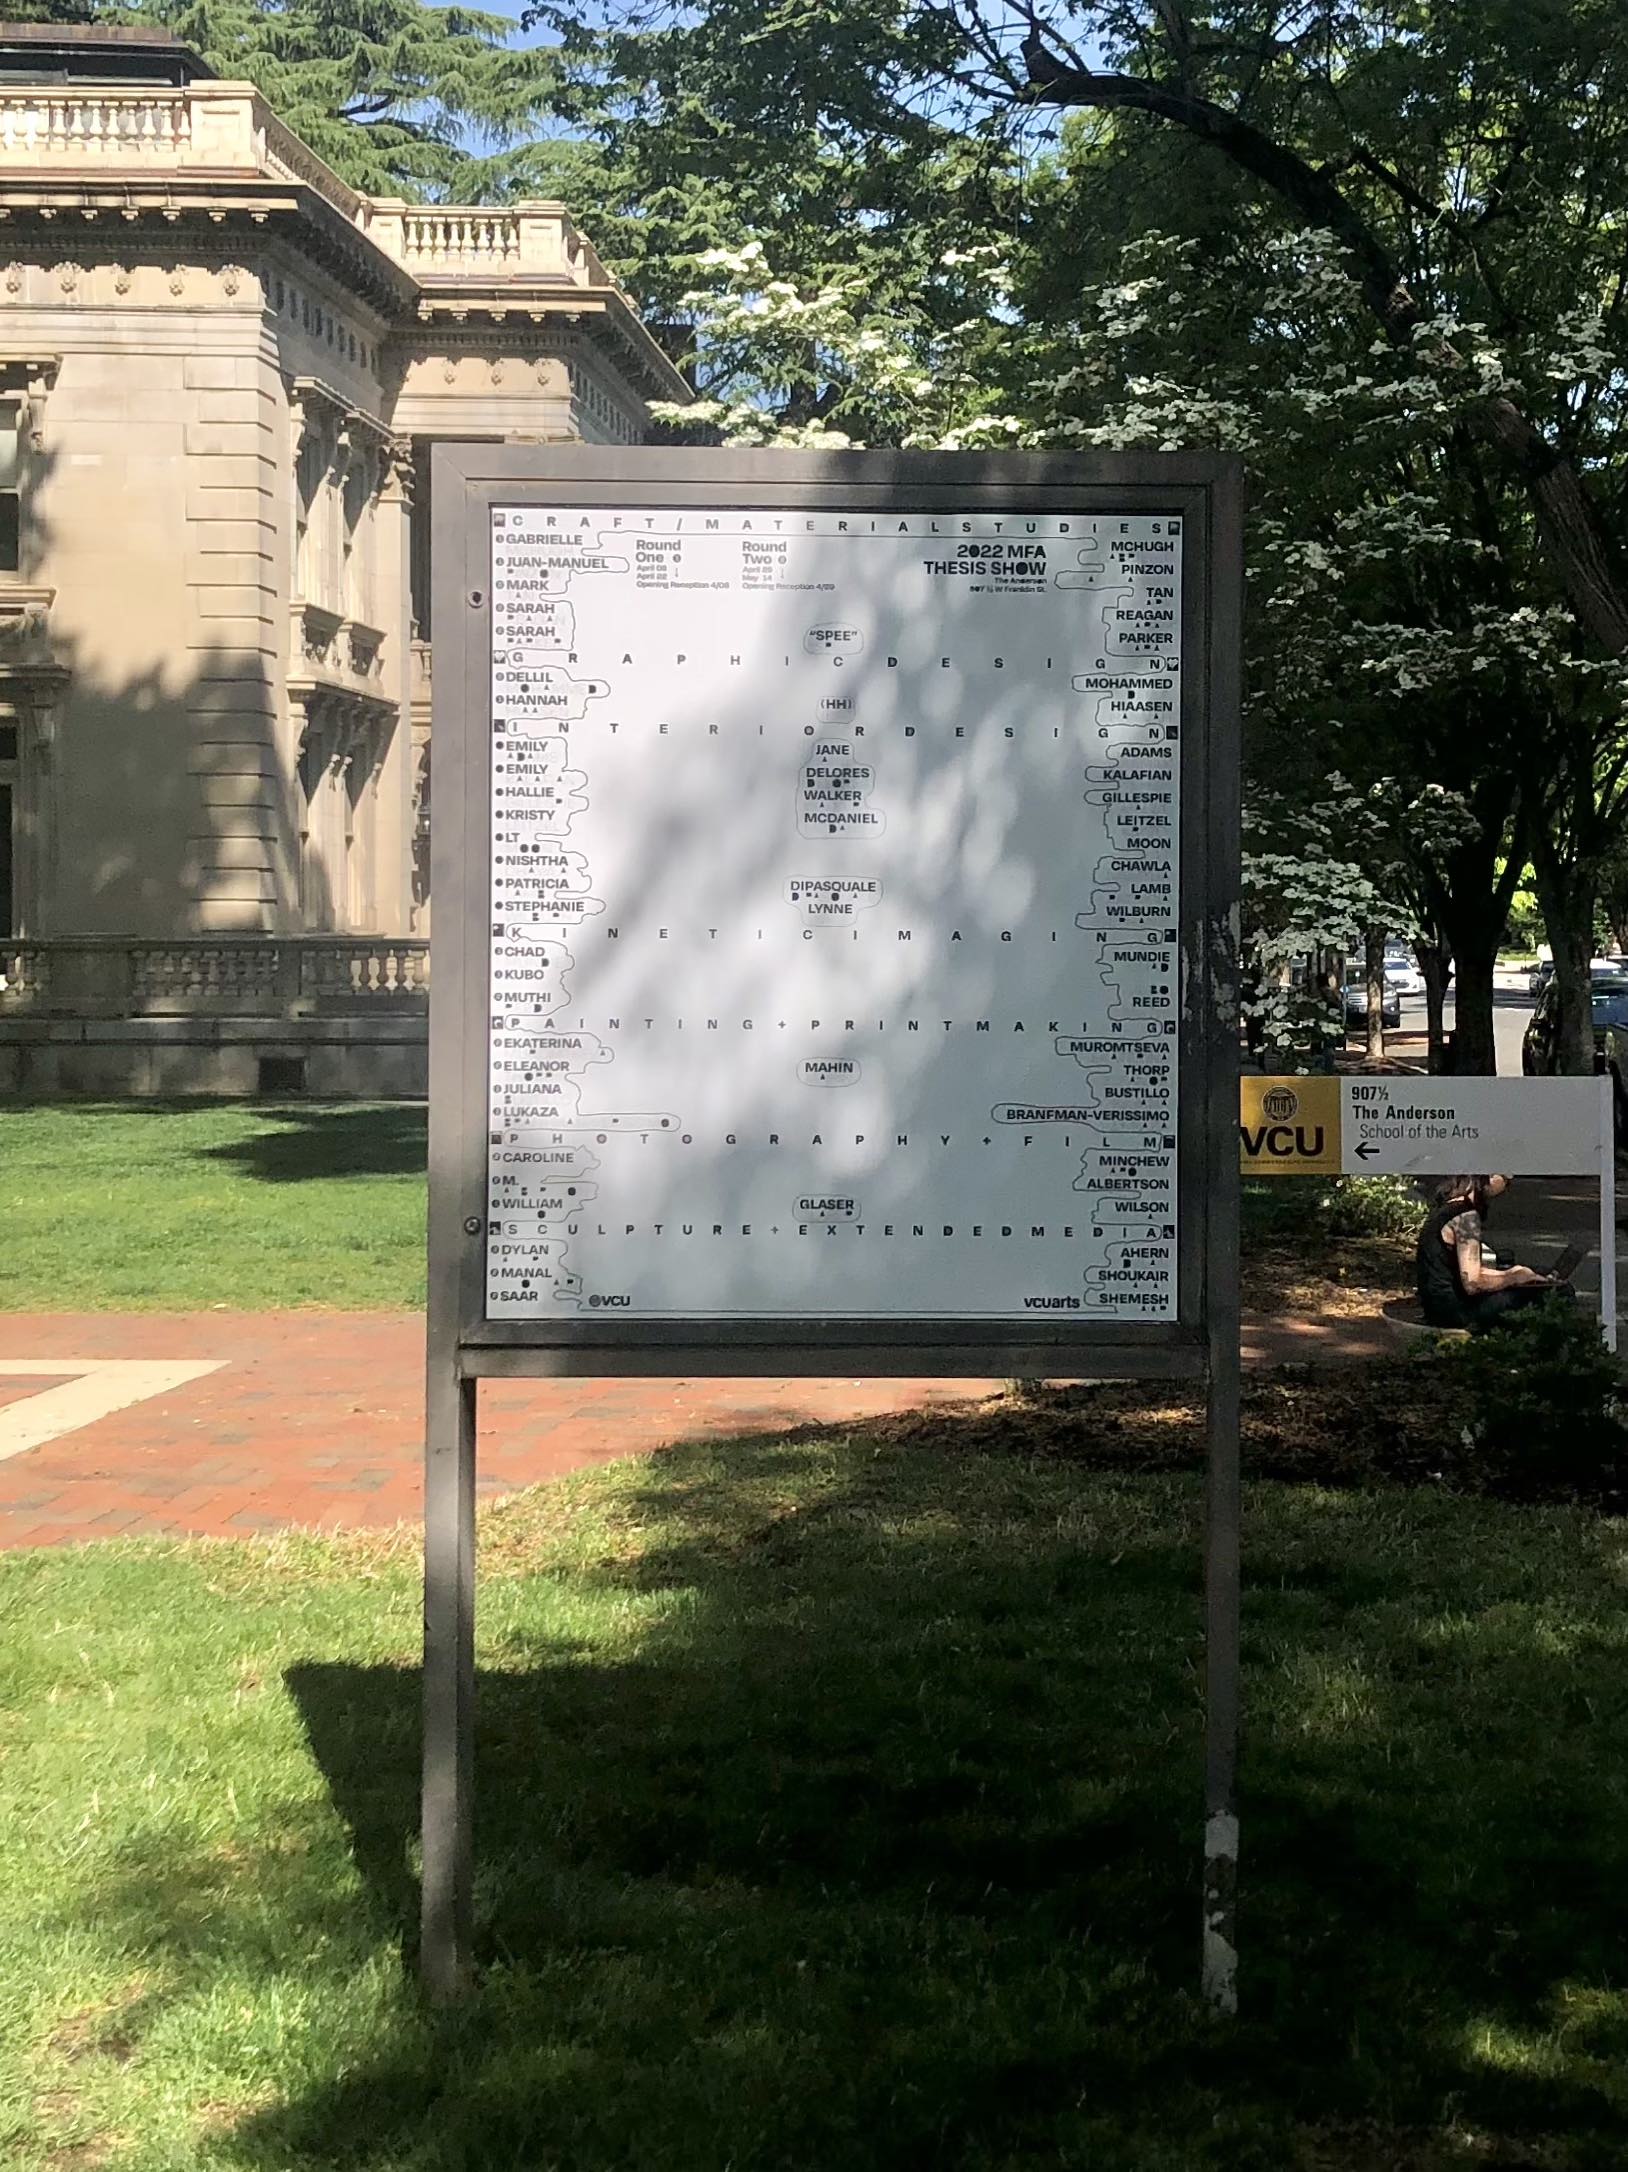 CRAFT/MATERIALSTUDIES
GABRIELLE MCHUGH
Round One Round Two 2022 MFA
JUAN-MANUEL THESIS SHOW PINZON
April 08 April 29 The Anderson
April 22 May 14 907 ½ W Franklin St.
Opening Reception 4/08 Opening Reception 4/29
MARK TAN
SARAH REAGAN
SARAH "SPEE" PARKER
GRAPHICDESIGN
DELLIL MOHAMMED
HANNAH (HH) HIAASEN
INTERIORDESIGN
EMILY JANE ADAMS
EMILY DELORES KALAFIAN
HALLIE WALKER GILLESPIE
KRISTY MCDANIEL LEITZEL
LT MOON
NISHTHA CHAWLA
PATRICIA DIPASQUALE LAMB
STEPHANIE LYNNE WILBURN
KINETICIMAGING
CHAD MUNDIE
KUBO
MUTHI REED
PAINTING+PRINTMAKING
EKATERINA MUROMTSEVA
ELEANOR MAHIN THORP
JULIANA BUSTILLO
LUKAZA BRANFMAN-VERISSIMO
PHOTOGRAPHY+FILM
CAROLINE MINCHEW
M. ALBERTSON
WILLIAM GLASER WILSON
SCULPTURE+EXTENDEDMEDIA
DYLAN AHERN
MANAL SHOUKAIR
SAAR VCU vcuarts SHEMESH
VCU
907½
The Anderson
School of the Arts